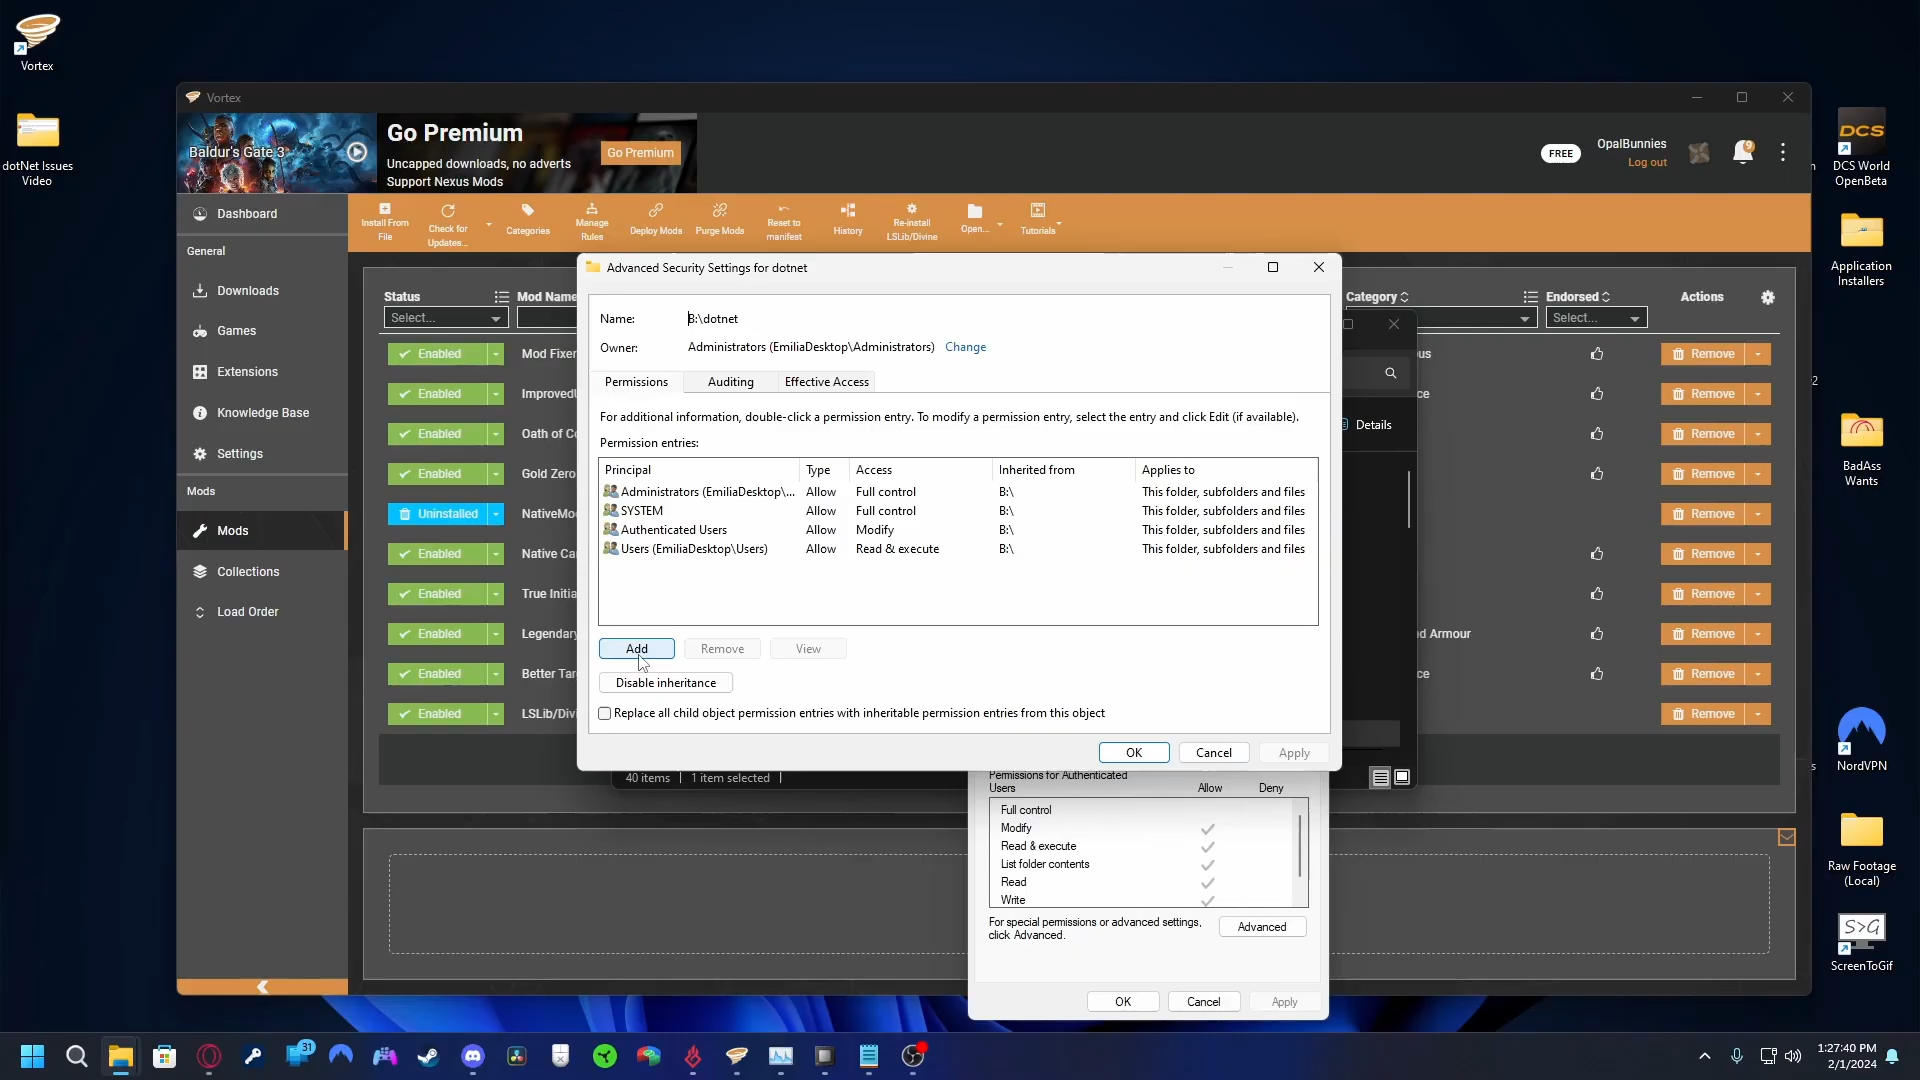 Vortex
dotNet Issues
Video
Vortex
Baldur's Gate 3
Go Premium
Uncapped downloads, no adverts
Support Nexus Mods
Go Premium
FREE
OpalBunnies
Log out
9
Dashboard
General
Downloads
Games
Extensions
Knowledge Base
Settings
Mods
Mods
Collections
Load Order
Install From
File
Check for
Updates...
Categories
Manage
Rules
Deploy Mods
Purge Mods
Reset to
manifest
History
Re-install
LSLib/Divine
Open...
Tutorials
Status
Select...
Mod Name
Category
Endorsed
Select...
Actions
Enabled
Mod Fixer
Remove
Enabled
Remove
Enabled
Remove
Enabled
Gold Zero
Remove
Uninstalled
Remove
Enabled
Remove
Enabled
Remove
Enabled
Legendary
d Armour
Remove
Enabled
Remove
Enabled
Remove
Details
40 items
1 item selected
Advanced Security Settings for dotnet
Name:
B:\dotnet
Owner:
Administrators (EmiliaDesktop\Administrators)
Change
Permissions
Auditing
Effective Access
For additional information, double-click a permission entry. To modify a permission entry, select the entry and click Edit (if available).
Permission entries:
Principal Type Access Inherited from Applies to
Administrators (EmiliaDesktop\... Allow Full control B:\ This folder, subfolders and files
SYSTEM Allow Full control B:\ This folder, subfolders and files
Authenticated Users Allow Modify B:\ This folder, subfolders and files
Users (EmiliaDesktop\Users) Allow Read & execute B:\ This folder, subfolders and files
Add
Remove
View
Disable inheritance
Replace all child object permission entries with inheritable permission entries from this object
OK
Cancel
Apply
Permissions for Authenticated
Users
Allow
Deny
Full control
Modify
Read & execute
List folder contents
Read
Write
For special permissions or advanced settings,
click Advanced.
Advanced
OK
Cancel
Apply
DCS
DCS World
OpenBeta
Application
Installers
BadAss
Wants
NordVPN
Raw Footage
(Local)
S>G
ScreenToGif
31
1:27:40 PM
2/1/2024